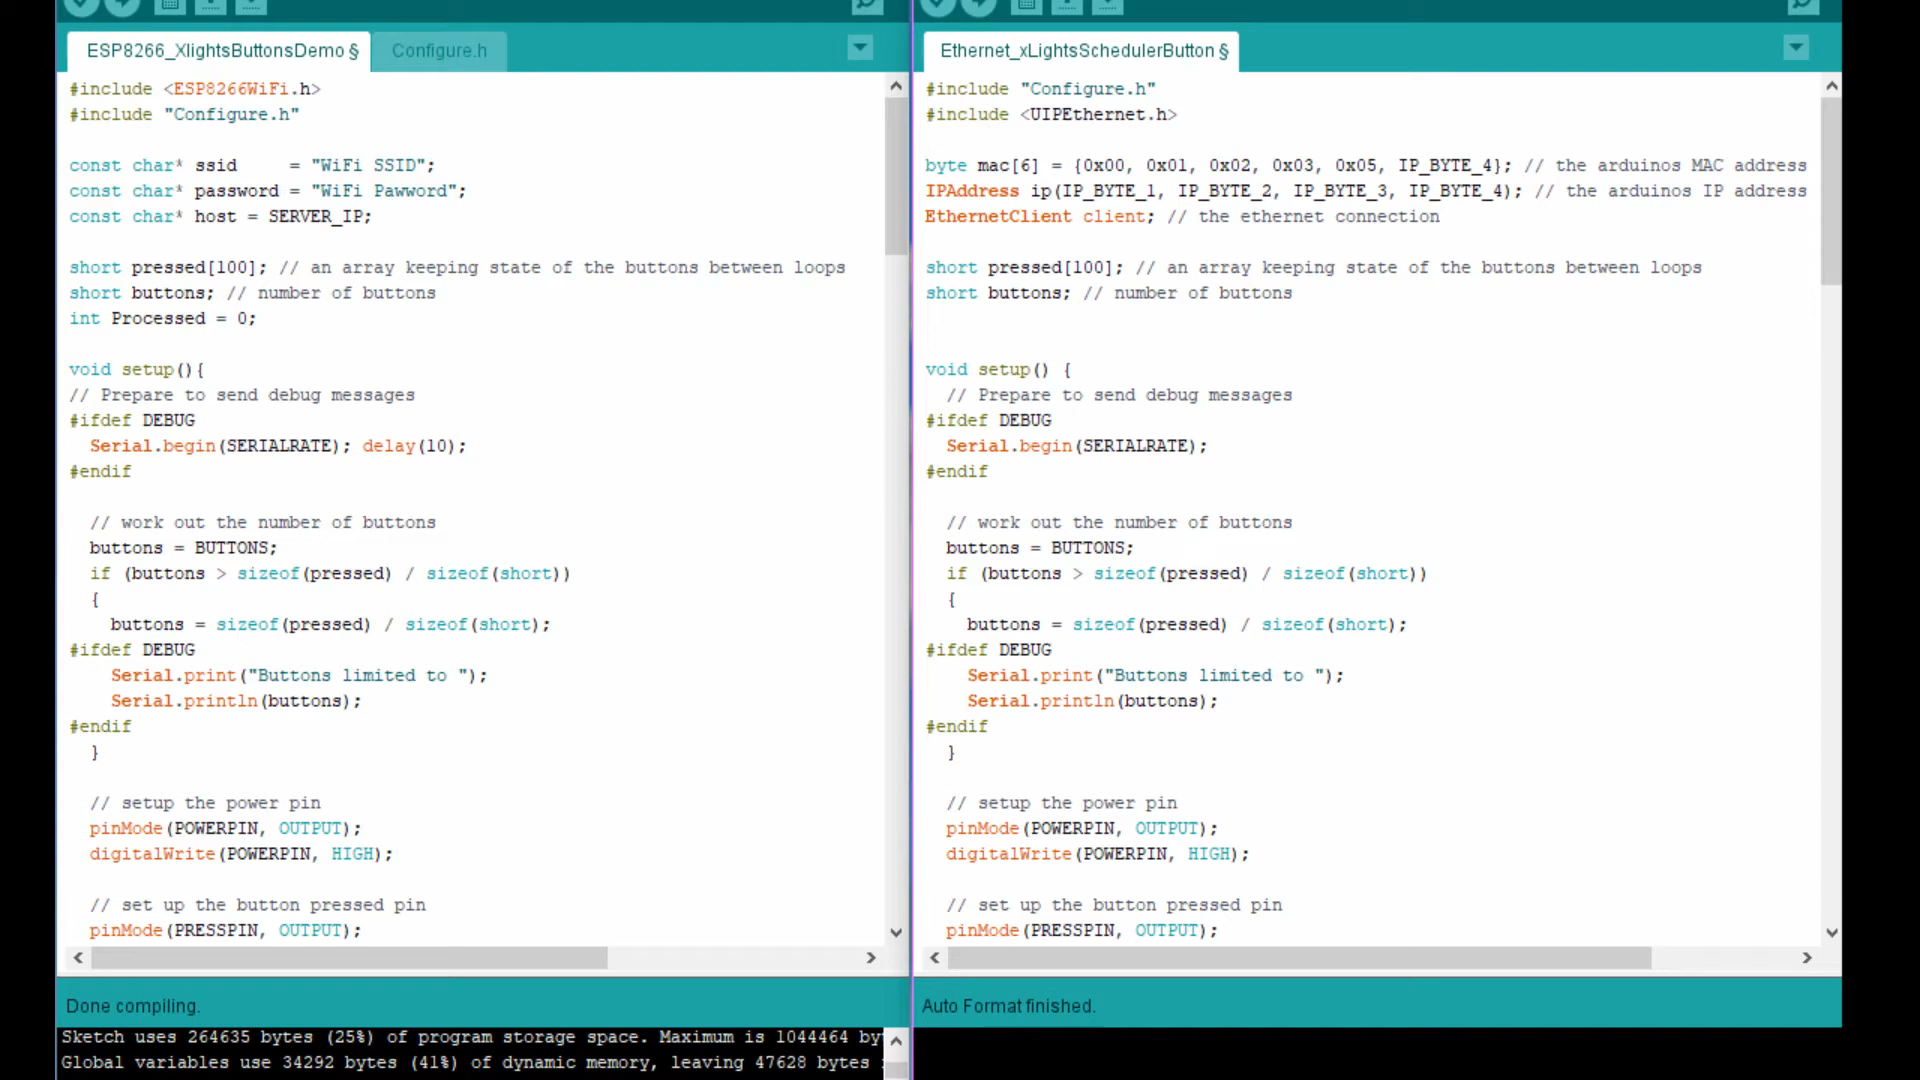 ESP8266_XlightsButtonsDemo §
Configure.h
#include <ESP8266WiFi.h>
#include "Configure.h"
const char* ssid     = "WiFi SSID";
const char* password = "WiFi Pawword";
const char* host = SERVER_IP;
short pressed[100]; // an array keeping state of the buttons between loops
short buttons; // number of buttons
int Processed = 0;
void setup(){
// Prepare to send debug messages
#ifdef DEBUG
  Serial.begin(SERIALRATE); delay(10);
#endif
  // work out the number of buttons
  buttons = BUTTONS;
  if (buttons > sizeof(pressed) / sizeof(short))
  {
    buttons = sizeof(pressed) / sizeof(short);
#ifdef DEBUG
    Serial.print("Buttons limited to ");
    Serial.println(buttons);
#endif
  }
  // setup the power pin
  pinMode(POWERPIN, OUTPUT);
  digitalWrite(POWERPIN, HIGH);
  // set up the button pressed pin
  pinMode(PRESSPIN, OUTPUT);
Done compiling.
Sketch uses 264635 bytes (25%) of program storage space. Maximum is 1044464 by
Global variables use 34292 bytes (41%) of dynamic memory, leaving 47628 bytes
Ethernet_xLightsSchedulerButton §
#include "Configure.h"
#include <UIPEthernet.h>
byte mac[6] = {0x00, 0x01, 0x02, 0x03, 0x05, IP_BYTE_4}; // the arduinos MAC address
IPAddress ip(IP_BYTE_1, IP_BYTE_2, IP_BYTE_3, IP_BYTE_4); // the arduinos IP address
EthernetClient client; // the ethernet connection
short pressed[100]; // an array keeping state of the buttons between loops
short buttons; // number of buttons
void setup() {
  // Prepare to send debug messages
#ifdef DEBUG
  Serial.begin(SERIALRATE);
#endif
  // work out the number of buttons
  buttons = BUTTONS;
  if (buttons > sizeof(pressed) / sizeof(short))
  {
    buttons = sizeof(pressed) / sizeof(short);
#ifdef DEBUG
    Serial.print("Buttons limited to ");
    Serial.println(buttons);
#endif
  }
  // setup the power pin
  pinMode(POWERPIN, OUTPUT);
  digitalWrite(POWERPIN, HIGH);
  // set up the button pressed pin
  pinMode(PRESSPIN, OUTPUT);
Auto Format finished.